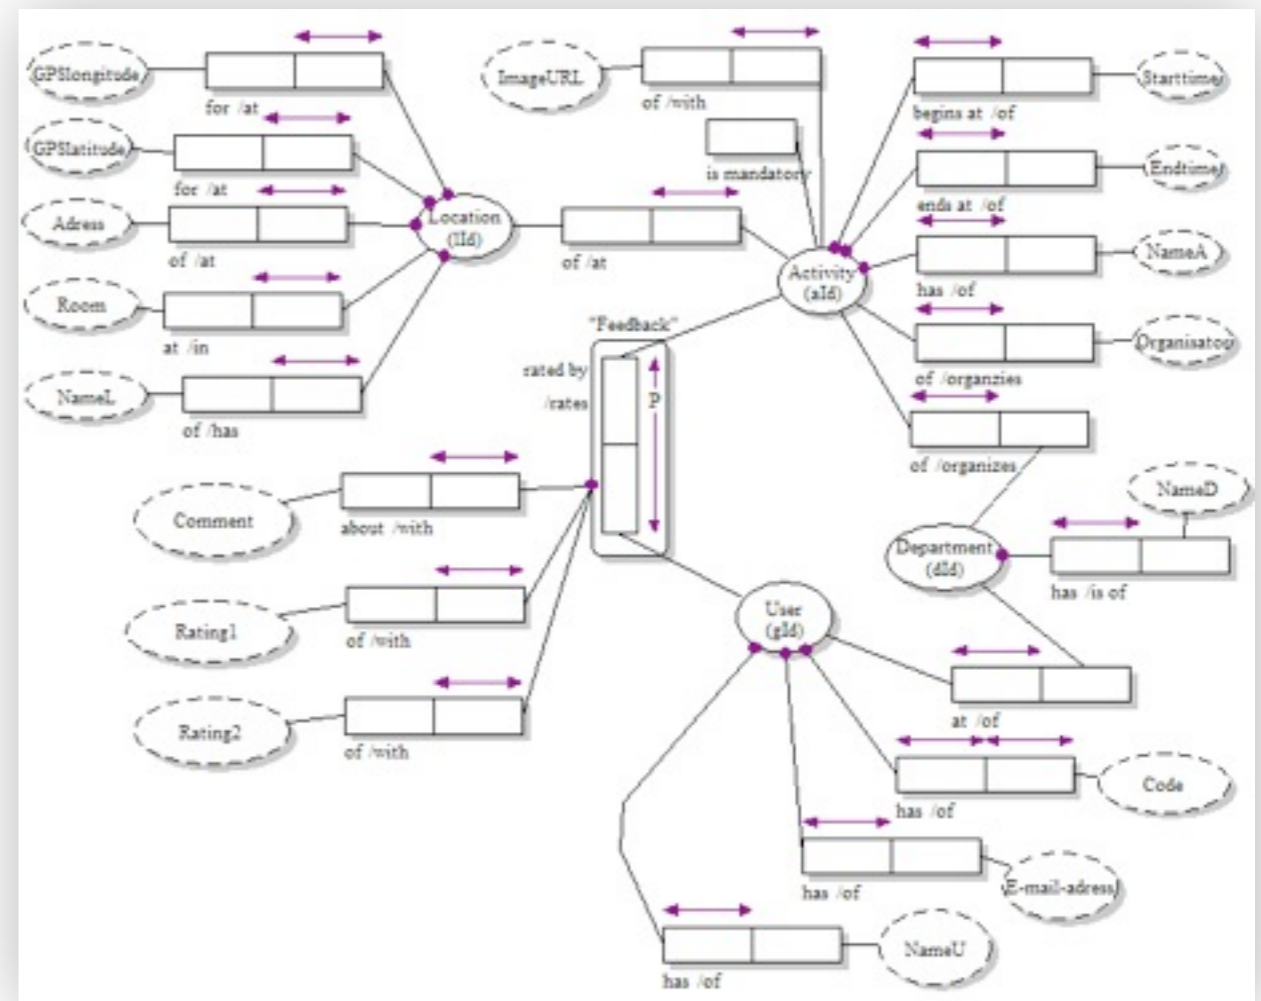 GPSlongitude
for /at
GPSlatitude
for /at
Adress
of /at
Room
at /in
NameL
of /has
Location
(lId)
of /at
ImageURL
of /with
is mandatory
Activity
(aId)
begins at /of
Starttime
ends at /of
Endtime
has /of
NameA
of /organzies
Organisator
of /organizes
"Feedback"
rated by
/rates
P
Comment
about /with
Rating1
of /with
Rating2
of /with
NameD
Department
(dId)
has /is of
User
(gId)
at /of
has /of
Code
has /of
E-mail-adress
has /of
NameU